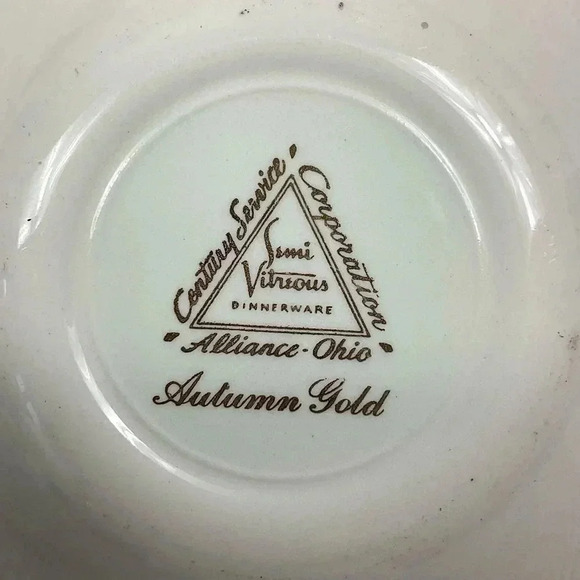 Century Service Corporation
Semi
Vitreous
DINNERWARE
Alliance - Ohio
Autumn Gold